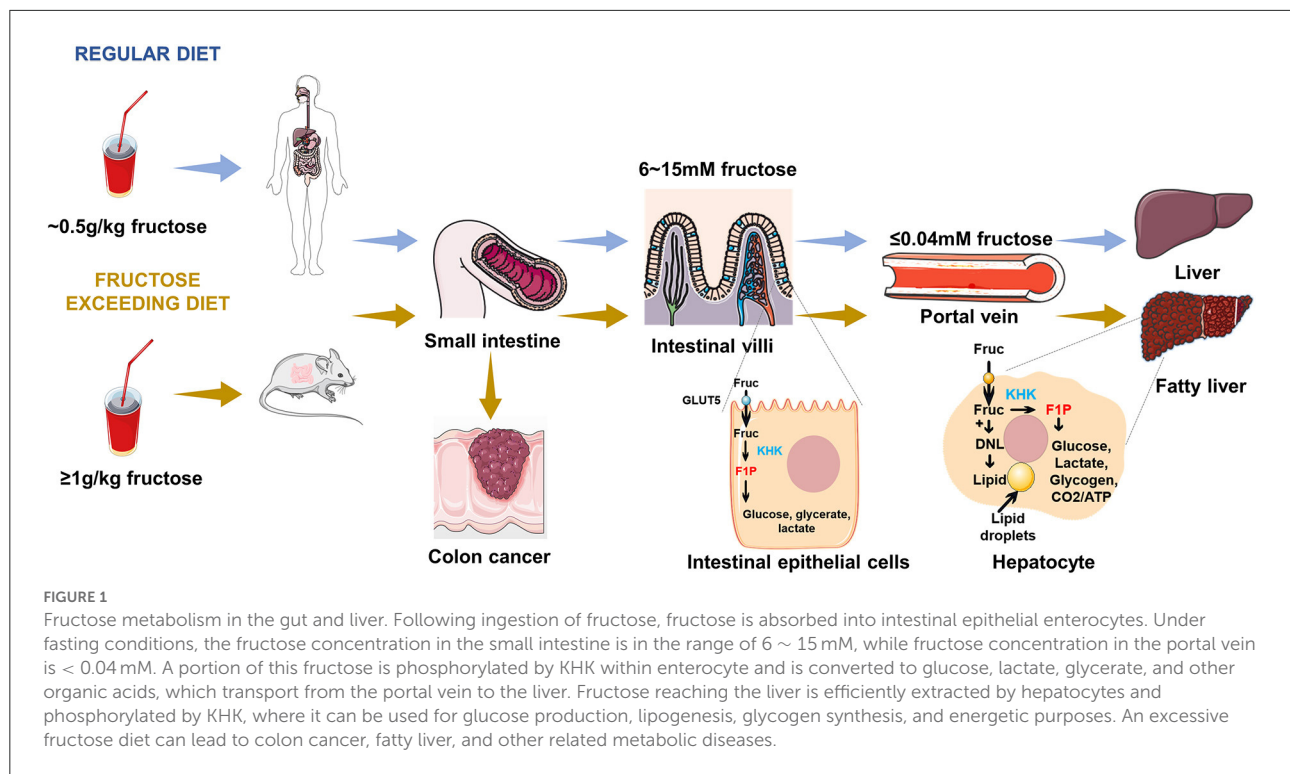 REGULAR DIET
~0.5g/kg fructose
FRUCTOSE
EXCEEDING DIET
≥1g/kg fructose
Small intestine
Colon cancer
6~15mM fructose
Intestinal villi
≤0.04mM fructose
Portal vein
Liver
Fatty liver
Fruc
GLUT5
Fruc
KHK
F1P
Glucose, glycerate,
lactate
Intestinal epithelial cells
Fruc
KHK
Fruc
F1P
+
DNL
Lipid
Glucose,
Lactate,
Glycogen,
CO2/ATP
Lipid
droplets
Hepatocyte
FIGURE 1
Fructose metabolism in the gut and liver. Following ingestion of fructose, fructose is absorbed into intestinal epithelial enterocytes. Under
fasting conditions, the fructose concentration in the small intestine is in the range of 6 ~ 15 mM, while fructose concentration in the portal vein
is < 0.04 mM. A portion of this fructose is phosphorylated by KHK within enterocyte and is converted to glucose, lactate, glycerate, and other
organic acids, which transport from the portal vein to the liver. Fructose reaching the liver is efficiently extracted by hepatocytes and
phosphorylated by KHK, where it can be used for glucose production, lipogenesis, glycogen synthesis, and energetic purposes. An excessive
fructose diet can lead to colon cancer, fatty liver, and other related metabolic diseases.